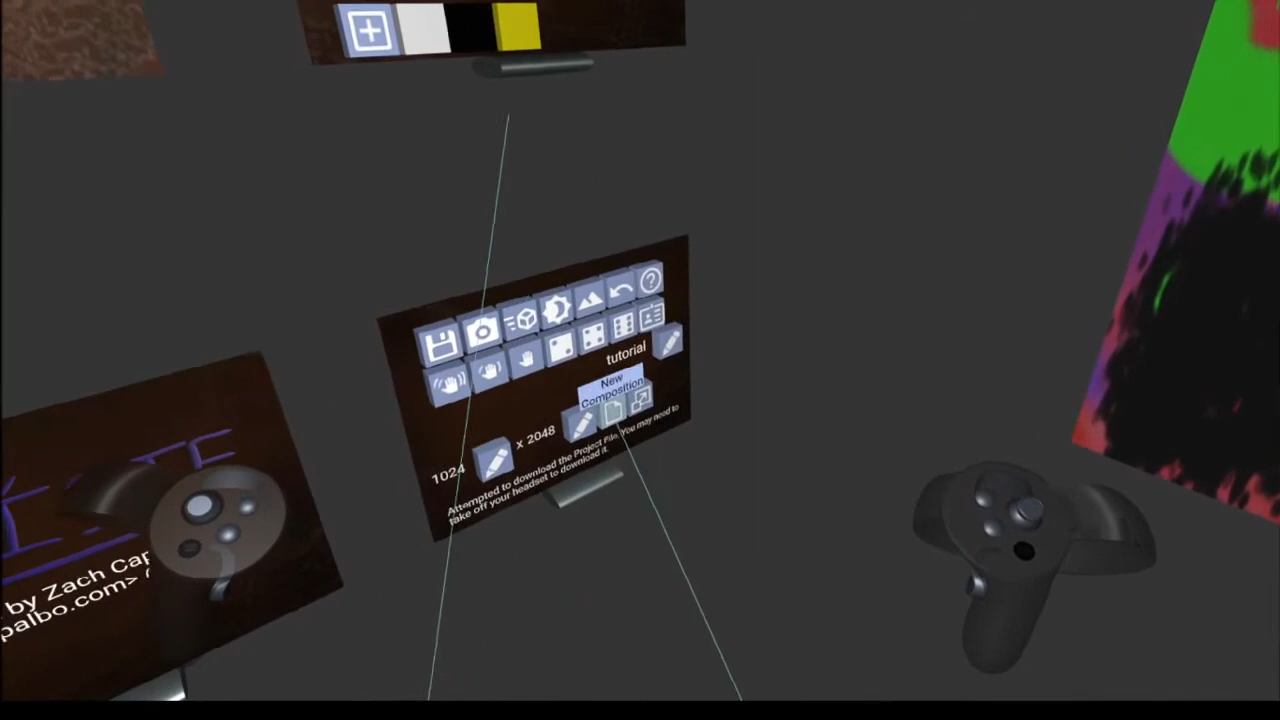 tutorial
New
Composition
1024
x 2048
Attempted to download the Project File. You may need to
take off your headset to download it.
by Zach Cap
palbo.com>